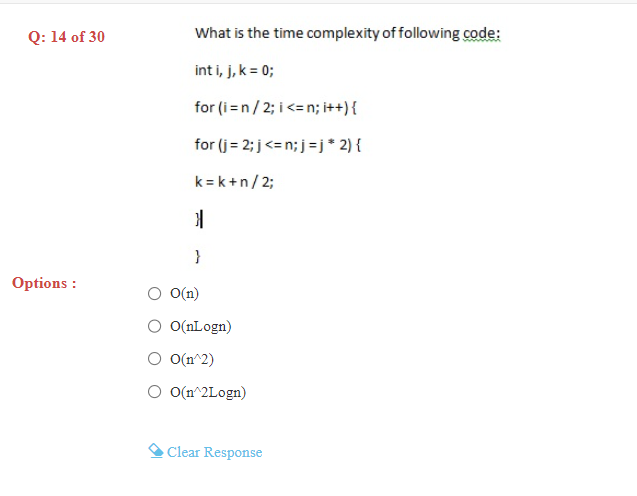 Q: 14 of 30
What is the time complexity of following code:
int i, j, k = 0;
for (i = n / 2; i <= n; i++) {
for (j = 2; j <= n; j = j * 2) {
k = k + n / 2;
}
}
Options :
O(n)
O(nLogn)
O(n^2)
O(n^2Logn)
Clear Response